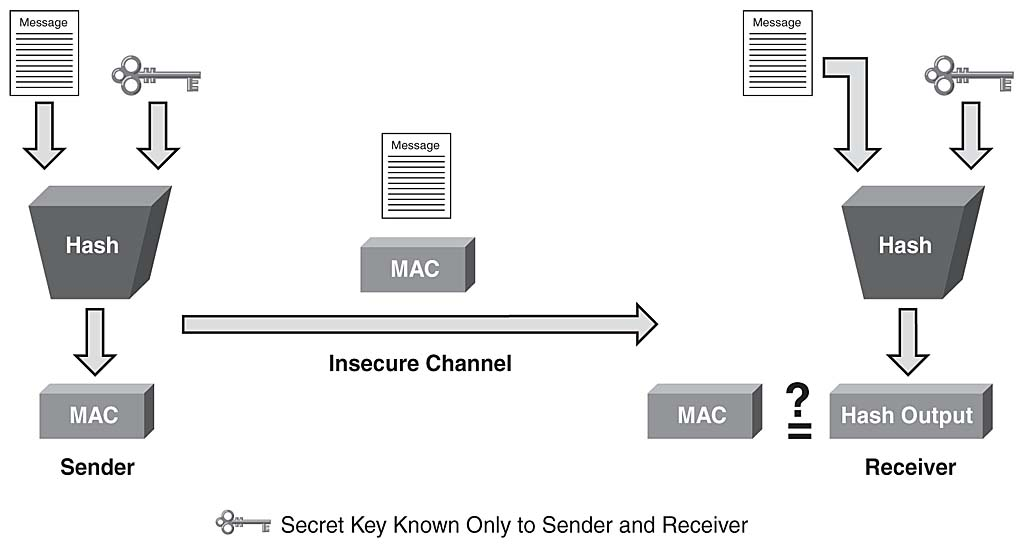 Message
Message
Message
Hash
Hash
MAC
Insecure Channel
MAC
MAC
?
=
Hash Output
Sender
Receiver
Secret Key Known Only to Sender and Receiver